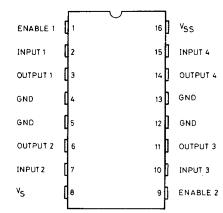 ENABLE 1 1 16 VSS
INPUT 1 2 15 INPUT 4
OUTPUT 1 3 14 OUTPUT 4
GND 4 13 GND
GND 5 12 GND
OUTPUT 2 6 11 OUTPUT 3
INPUT 2 7 10 INPUT 3
VS 8 9 ENABLE 2